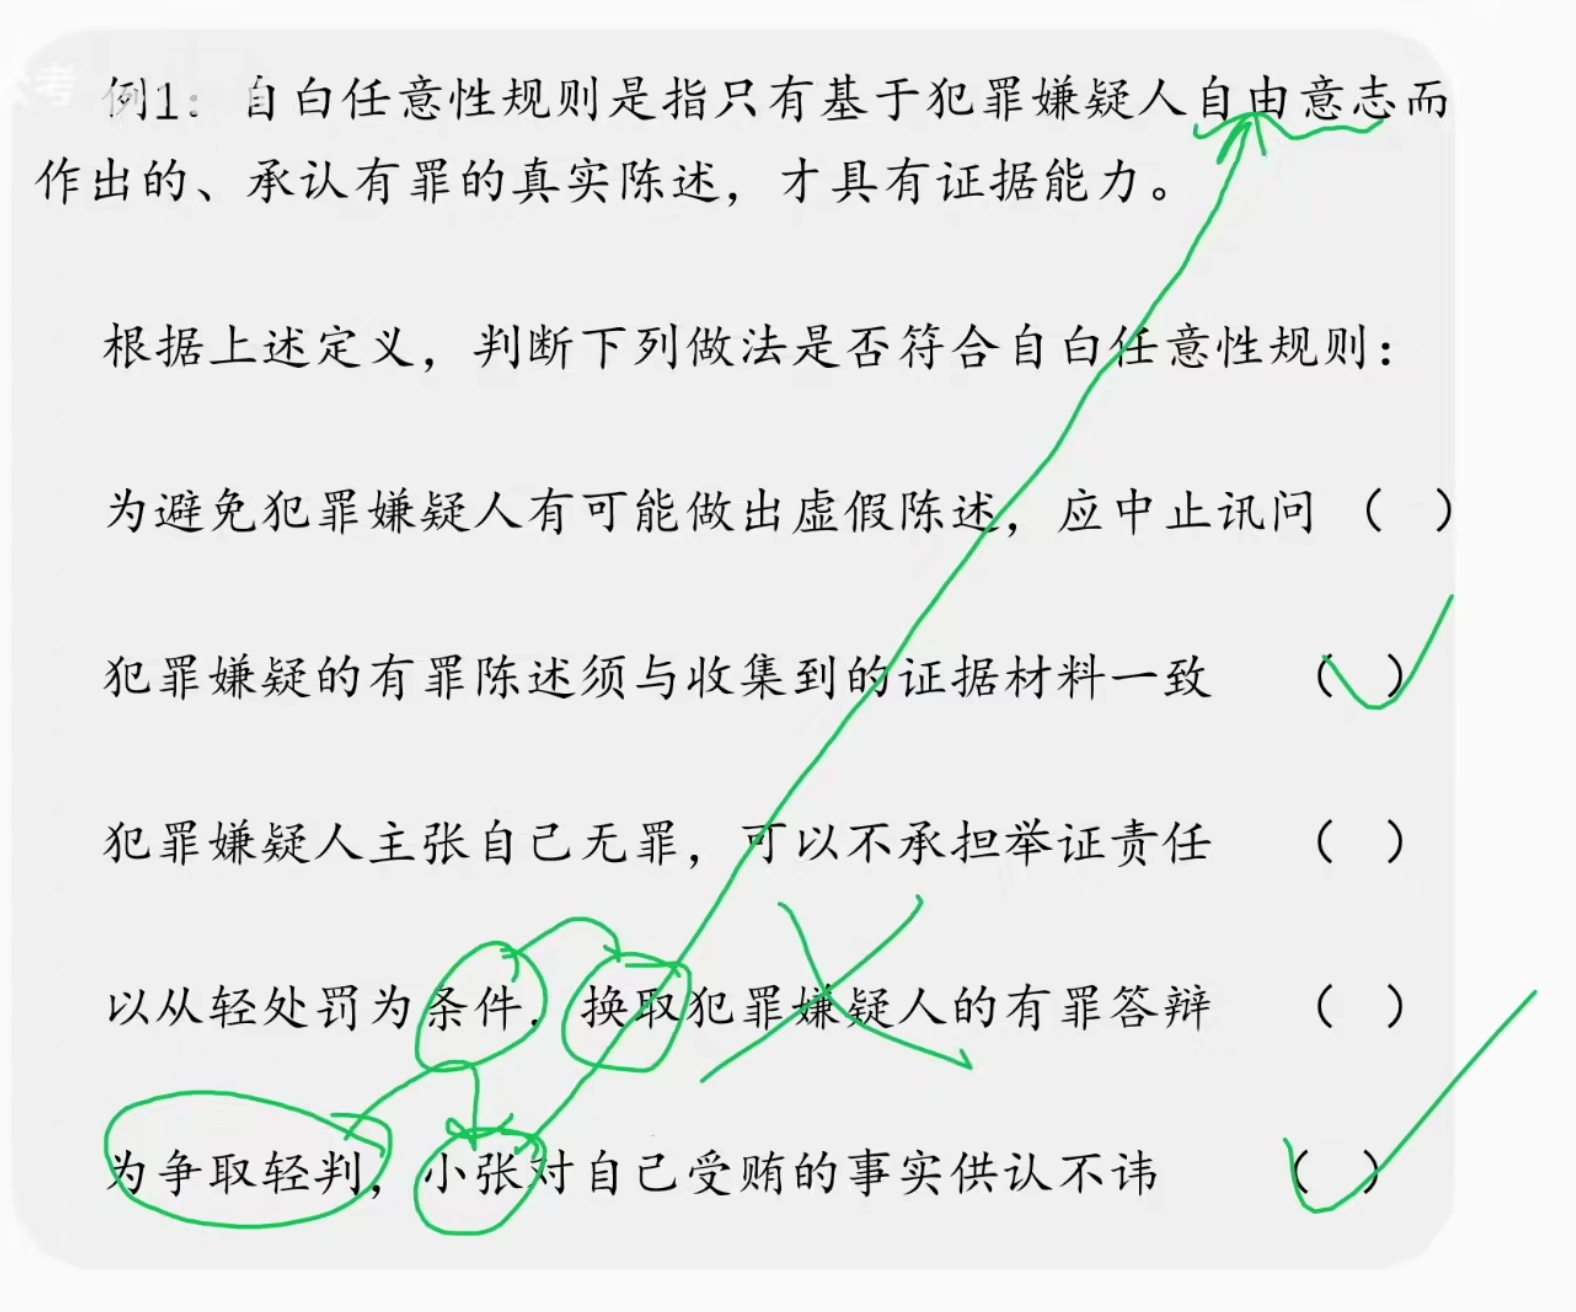 公考
例1：自白任意性规则是指只有基于犯罪嫌疑人自由意志而
作出的、承认有罪的真实陈述，才具有证据能力。
根据上述定义，判断下列做法是否符合自白任意性规则：
为避免犯罪嫌疑人有可能做出虚假陈述，应中止讯问（ ）
犯罪嫌疑的有罪陈述须与收集到的证据材料一致（ ）
犯罪嫌疑人主张自己无罪，可以不承担举证责任（ ）
以从轻处罚为条件，换取犯罪嫌疑人的有罪答辩（ ）
为争取轻判，小张对自己受贿的事实供认不讳（ ）